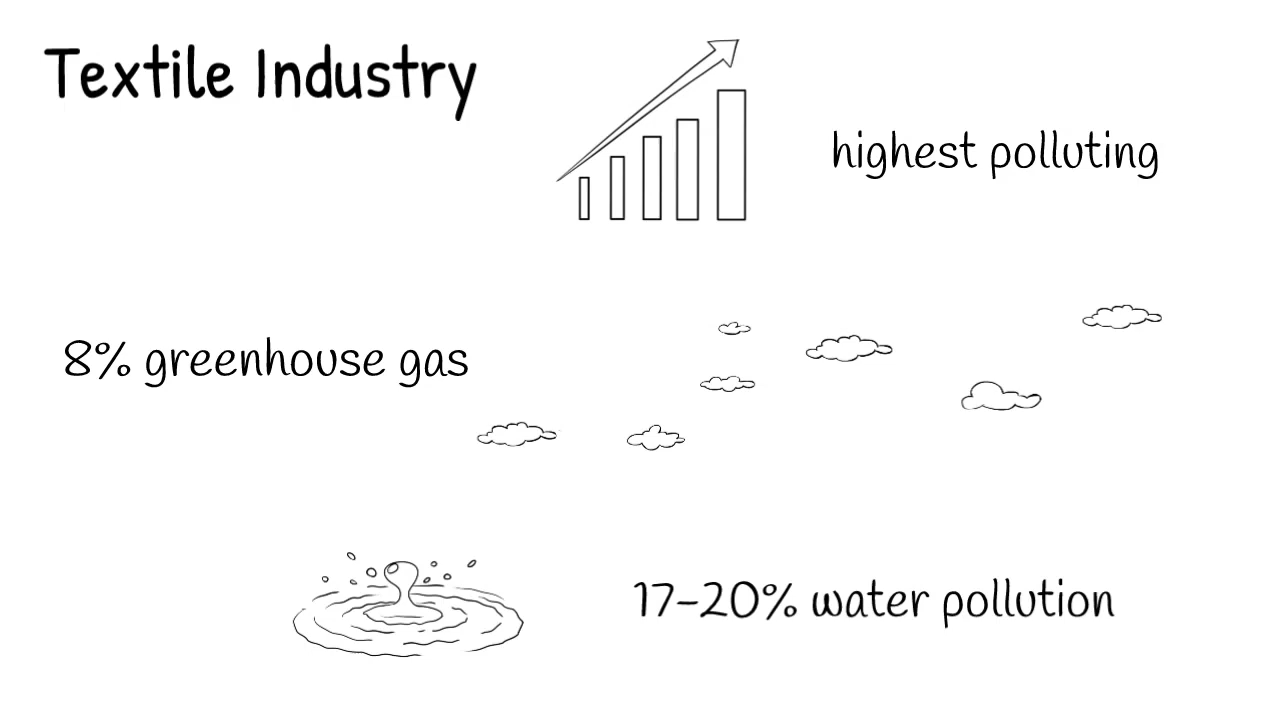 Textile Industry
highest polluting
8% greenhouse gas
17-20% water pollution